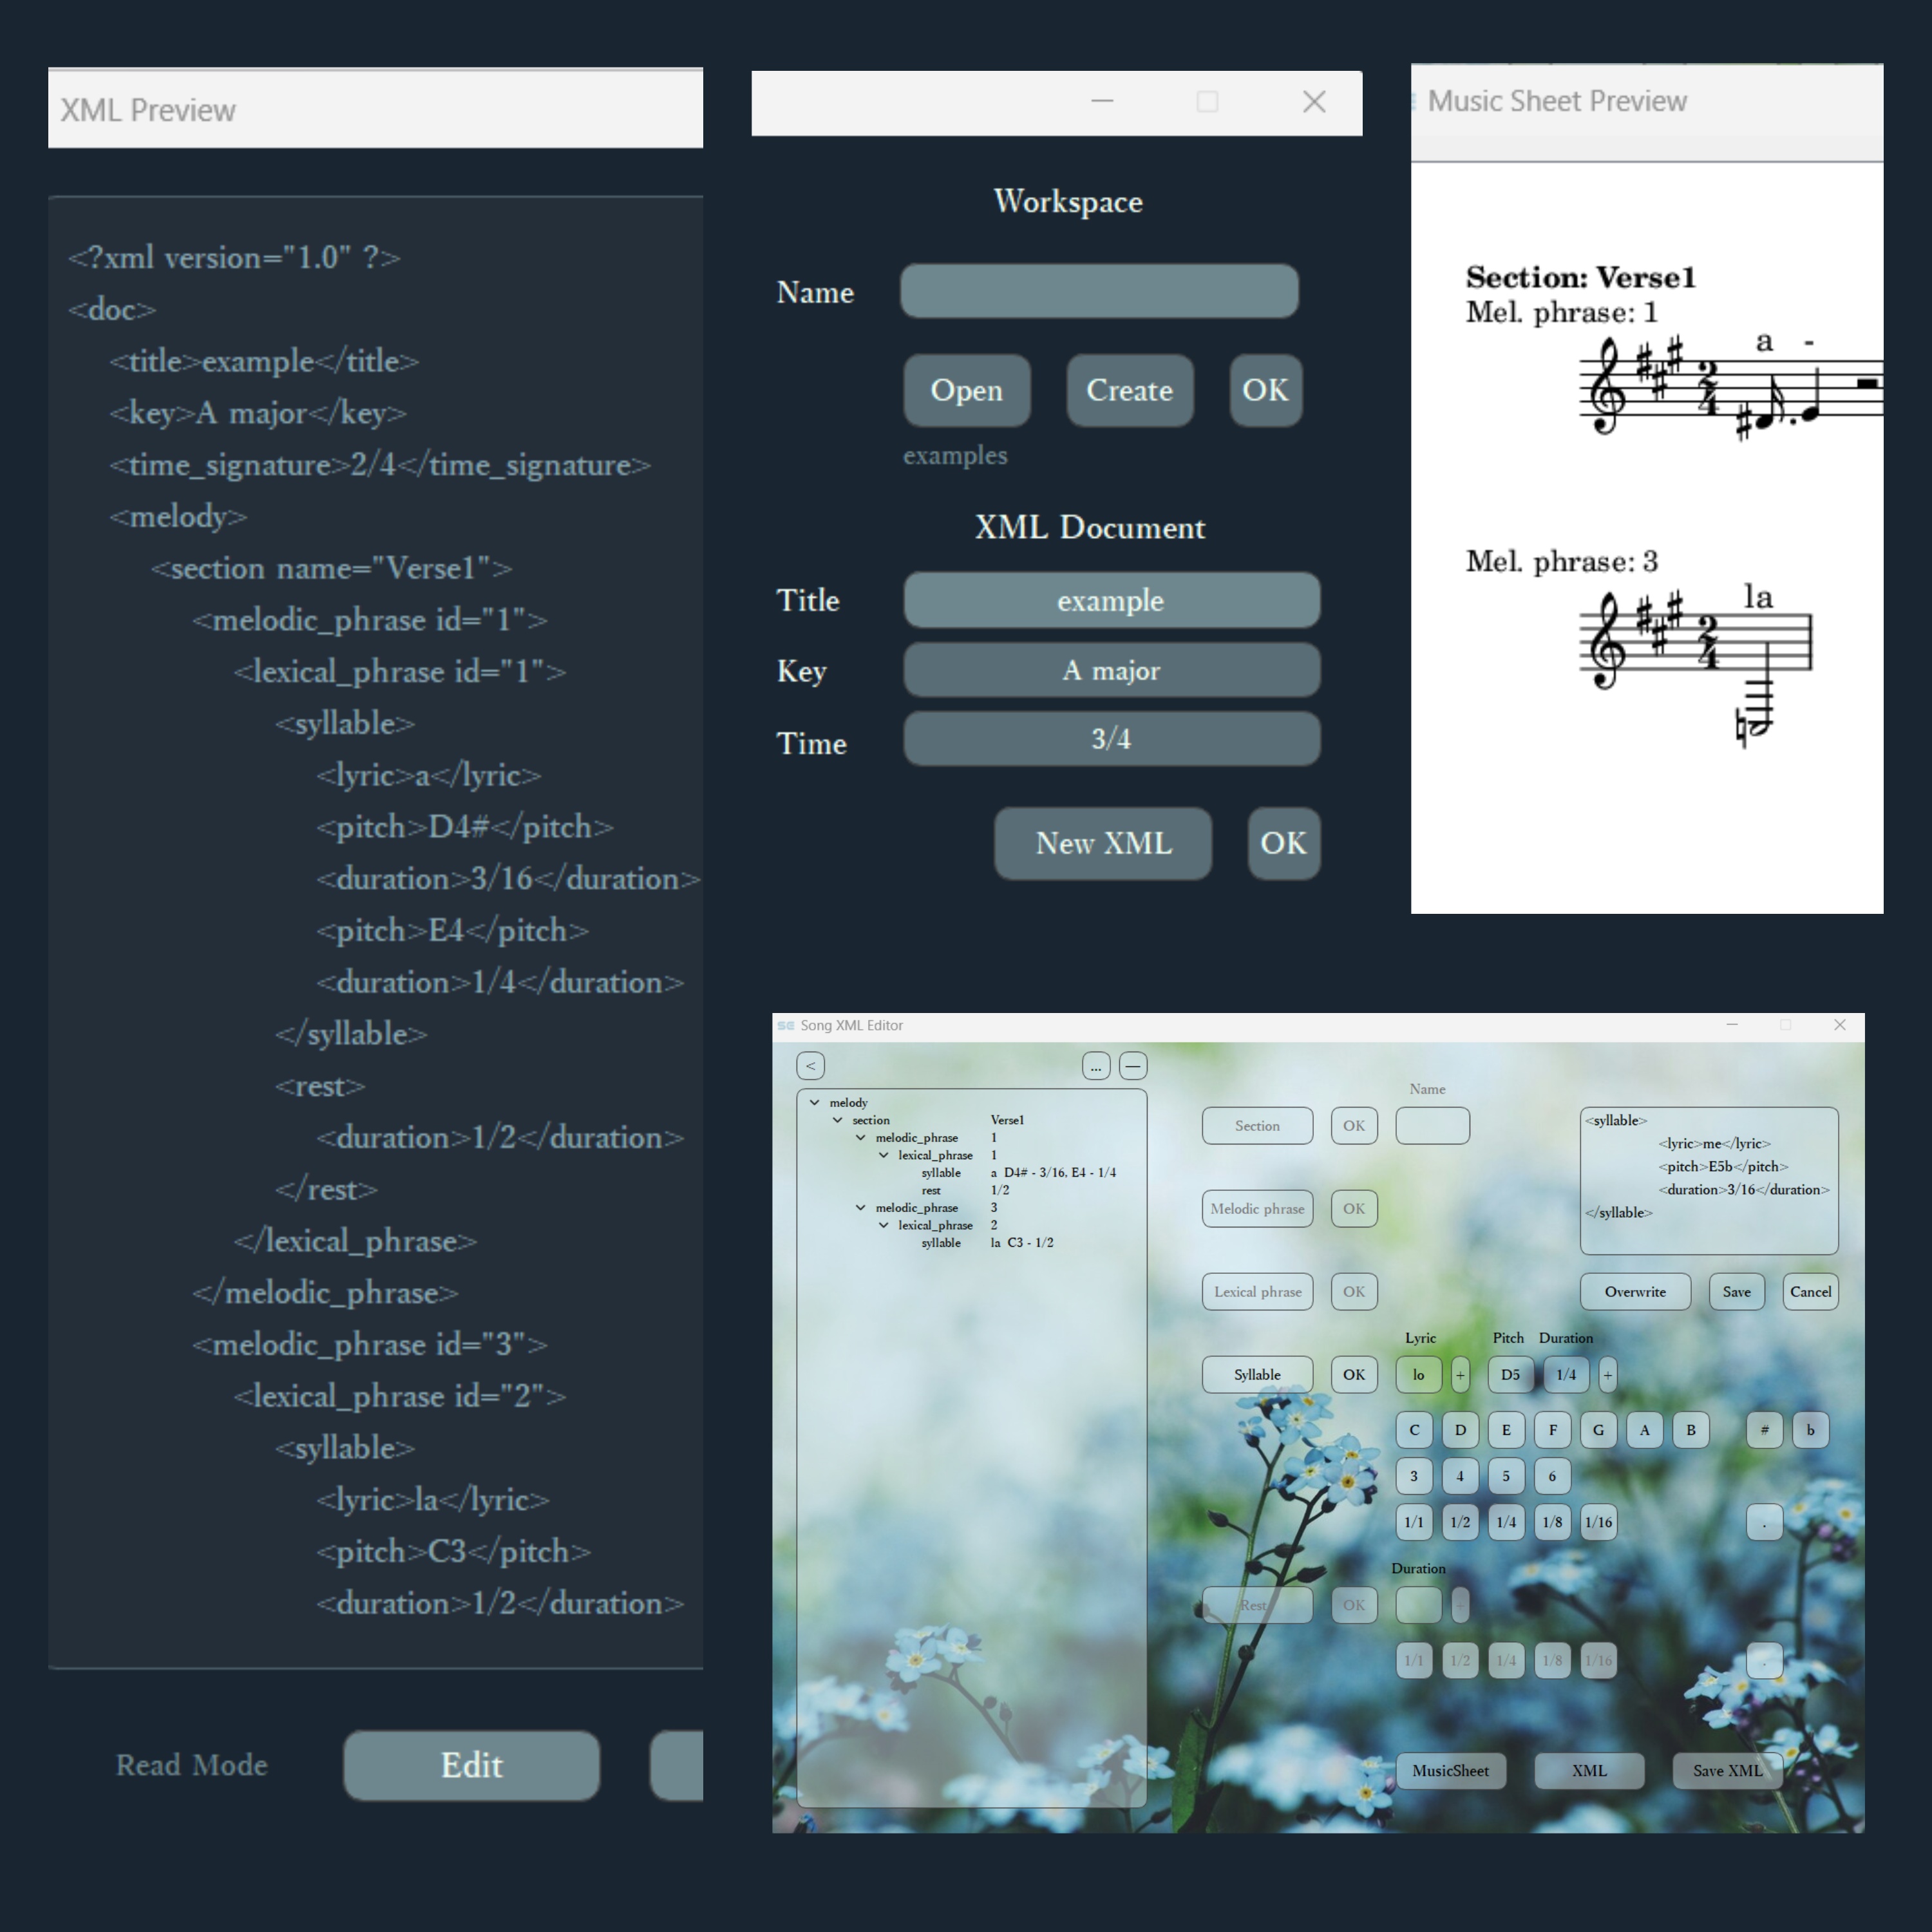 XML Preview
<?xml version="1.0" ?>
<doc>
<title>example</title>
<key>A major</key>
<time_signature>2/4</time_signature>
<melody>
<section name="Verse1">
<melodic_phrase id="1">
<lexical_phrase id="1">
<syllable>
<lyric>a</lyric>
<pitch>D4#</pitch>
<duration>3/16</duration>
<pitch>E4</pitch>
<duration>1/4</duration>
</syllable>
<rest>
<duration>1/2</duration>
</rest>
</lexical_phrase>
</melodic_phrase>
<melodic_phrase id="3">
<lexical_phrase id="2">
<syllable>
<lyric>la</lyric>
<pitch>C3</pitch>
<duration>1/2</duration>
Read Mode Edit
Workspace
Name
Open Create OK
examples
XML Document
Title example
Key A major
Time 3/4
New XML OK
Music Sheet Preview
Section: Verse1
Mel. phrase: 1
a -
2
4
Mel. phrase: 3
la
2
4
SE Song XML Editor
< ... —
melody
section Verse1
melodic_phrase 1
lexical_phrase 1
syllable a D4# - 3/16, E4 - 1/4
rest 1/2
melodic_phrase 3
lexical_phrase 2
syllable la C3 - 1/2
Name
Section OK
Melodic phrase OK
Lexical phrase OK
<syllable>
<lyric>me</lyric>
<pitch>E5b</pitch>
<duration>3/16</duration>
</syllable>
Overwrite Save Cancel
Lyric Pitch Duration
Syllable OK lo + D5 1/4 +
C D E F G A B # b
3 4 5 6
1/1 1/2 1/4 1/8 1/16 .
Duration
Rest OK +
1/1 1/2 1/4 1/8 1/16 .
MusicSheet XML Save XML